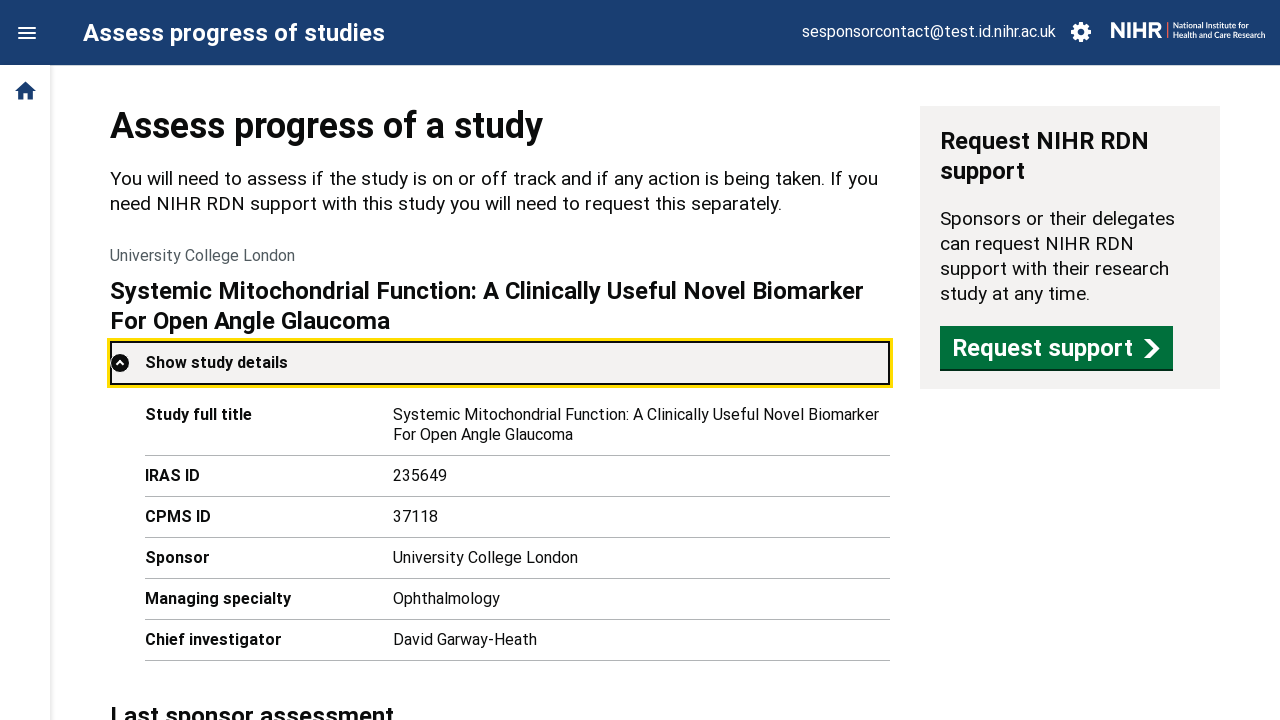 Assess progress of studies
sesponsorcontact@test.id.nihr.ac.uk
NIHR National Institute for
Health and Care Research
Assess progress of a study
You will need to assess if the study is on or off track and if any action is being taken. If you
need NIHR RDN support with this study you will need to request this separately.
University College London
Systemic Mitochondrial Function: A Clinically Useful Novel Biomarker
For Open Angle Glaucoma
Show study details
Study full title Systemic Mitochondrial Function: A Clinically Useful Novel Biomarker
For Open Angle Glaucoma
IRAS ID 235649
CPMS ID 37118
Sponsor University College London
Managing specialty Ophthalmology
Chief investigator David Garway-Heath
Last sponsor assessment
Request NIHR RDN
support
Sponsors or their delegates
can request NIHR RDN
support with their research
study at any time.
Request support